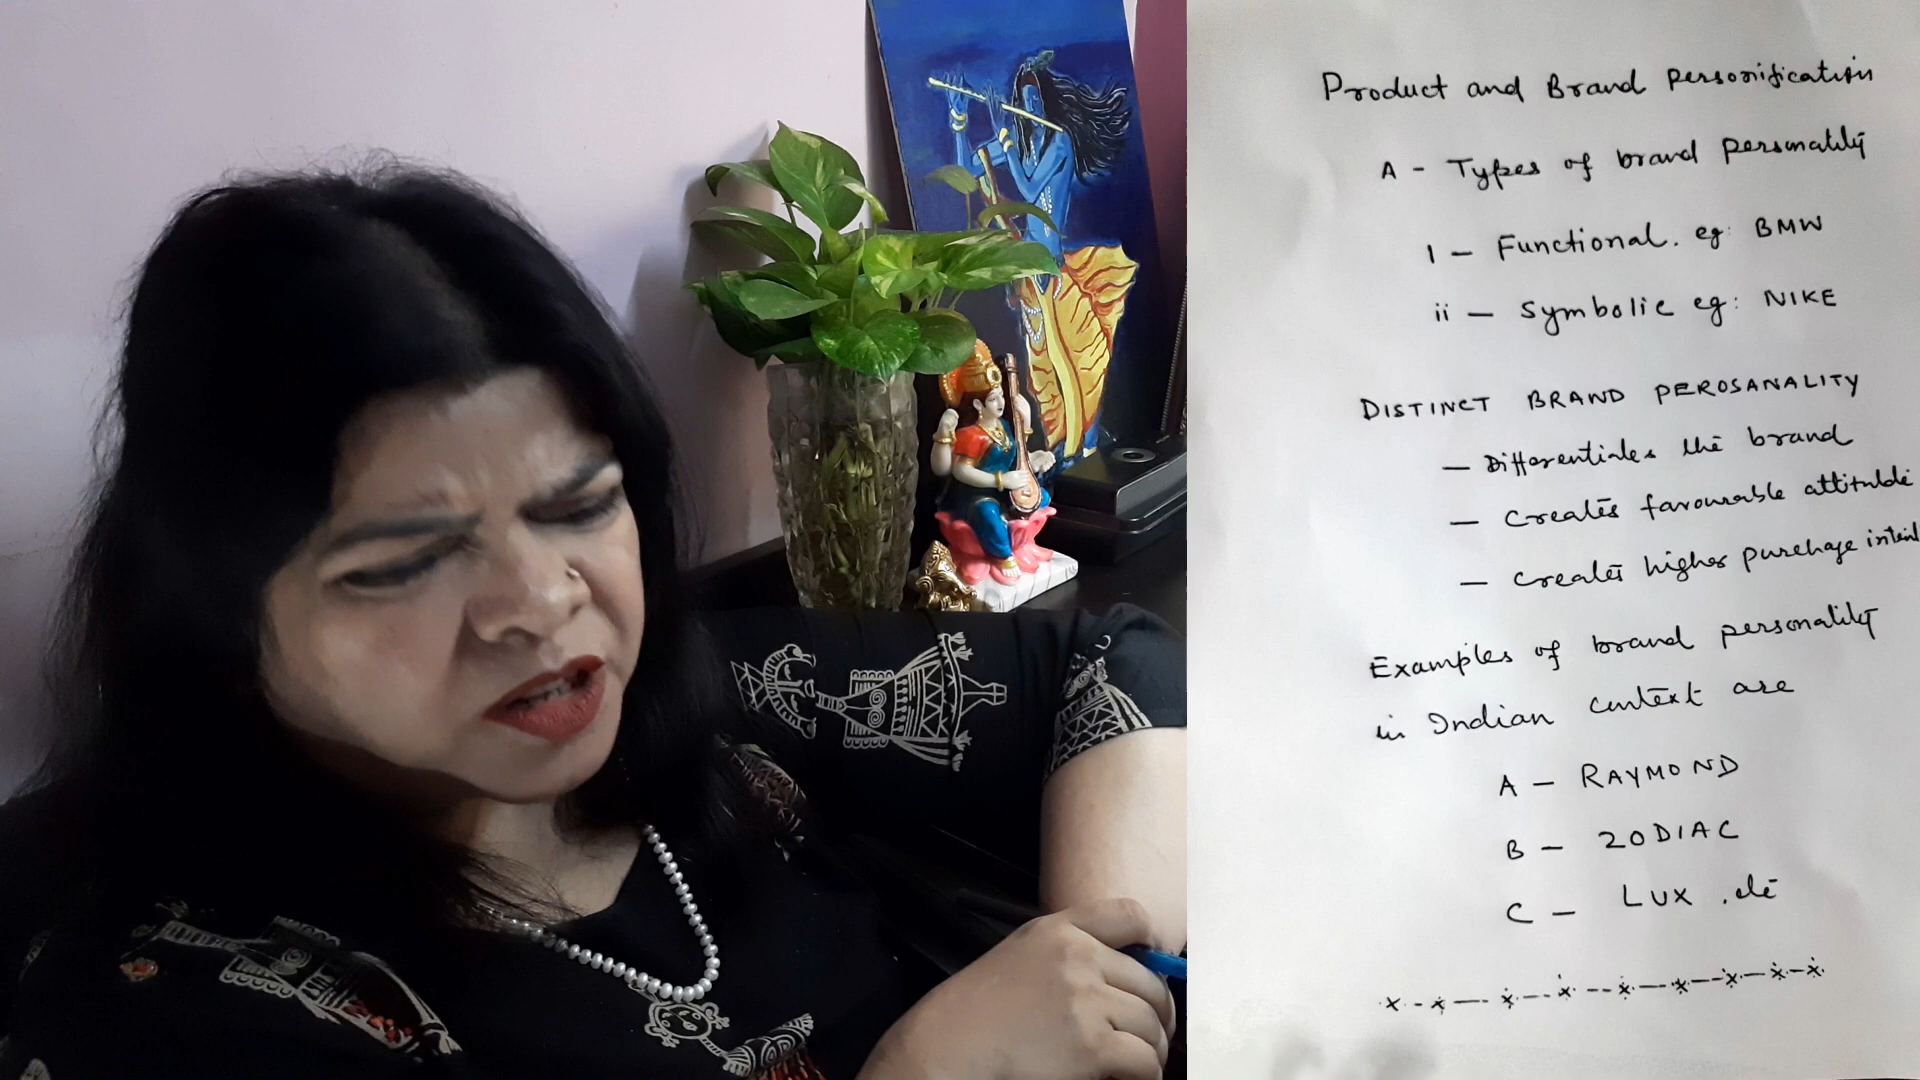 Product and Brand Personification
A - Types of brand personality
I - Functional. eg: BMW
ii - Symbolic eg: NIKE
DISTINCT BRAND PEROSANALITY
- Differentiates the brand
- Creates favourable attitude
- Creates higher purchage intent
Examples of brand personality
in Indian context are
A - RAYMOND
B - ZODIAC
C - LUX . etc